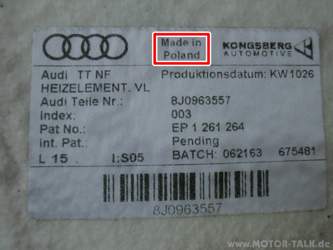 Made in
Poland
KONGSBERG
AUTOMOTIVE
Audi TT NF
Produktionsdatum: KW1026
HEIZELEMENT. VL
Audi Teile Nr.: 8J0963557
Index: 003
Pat No.: EP 1 261 264
int. Pat.: Pending
L 15 I:S05 BATCH: 062163 675481
8J0963557
www.MOTOR-TALK.de